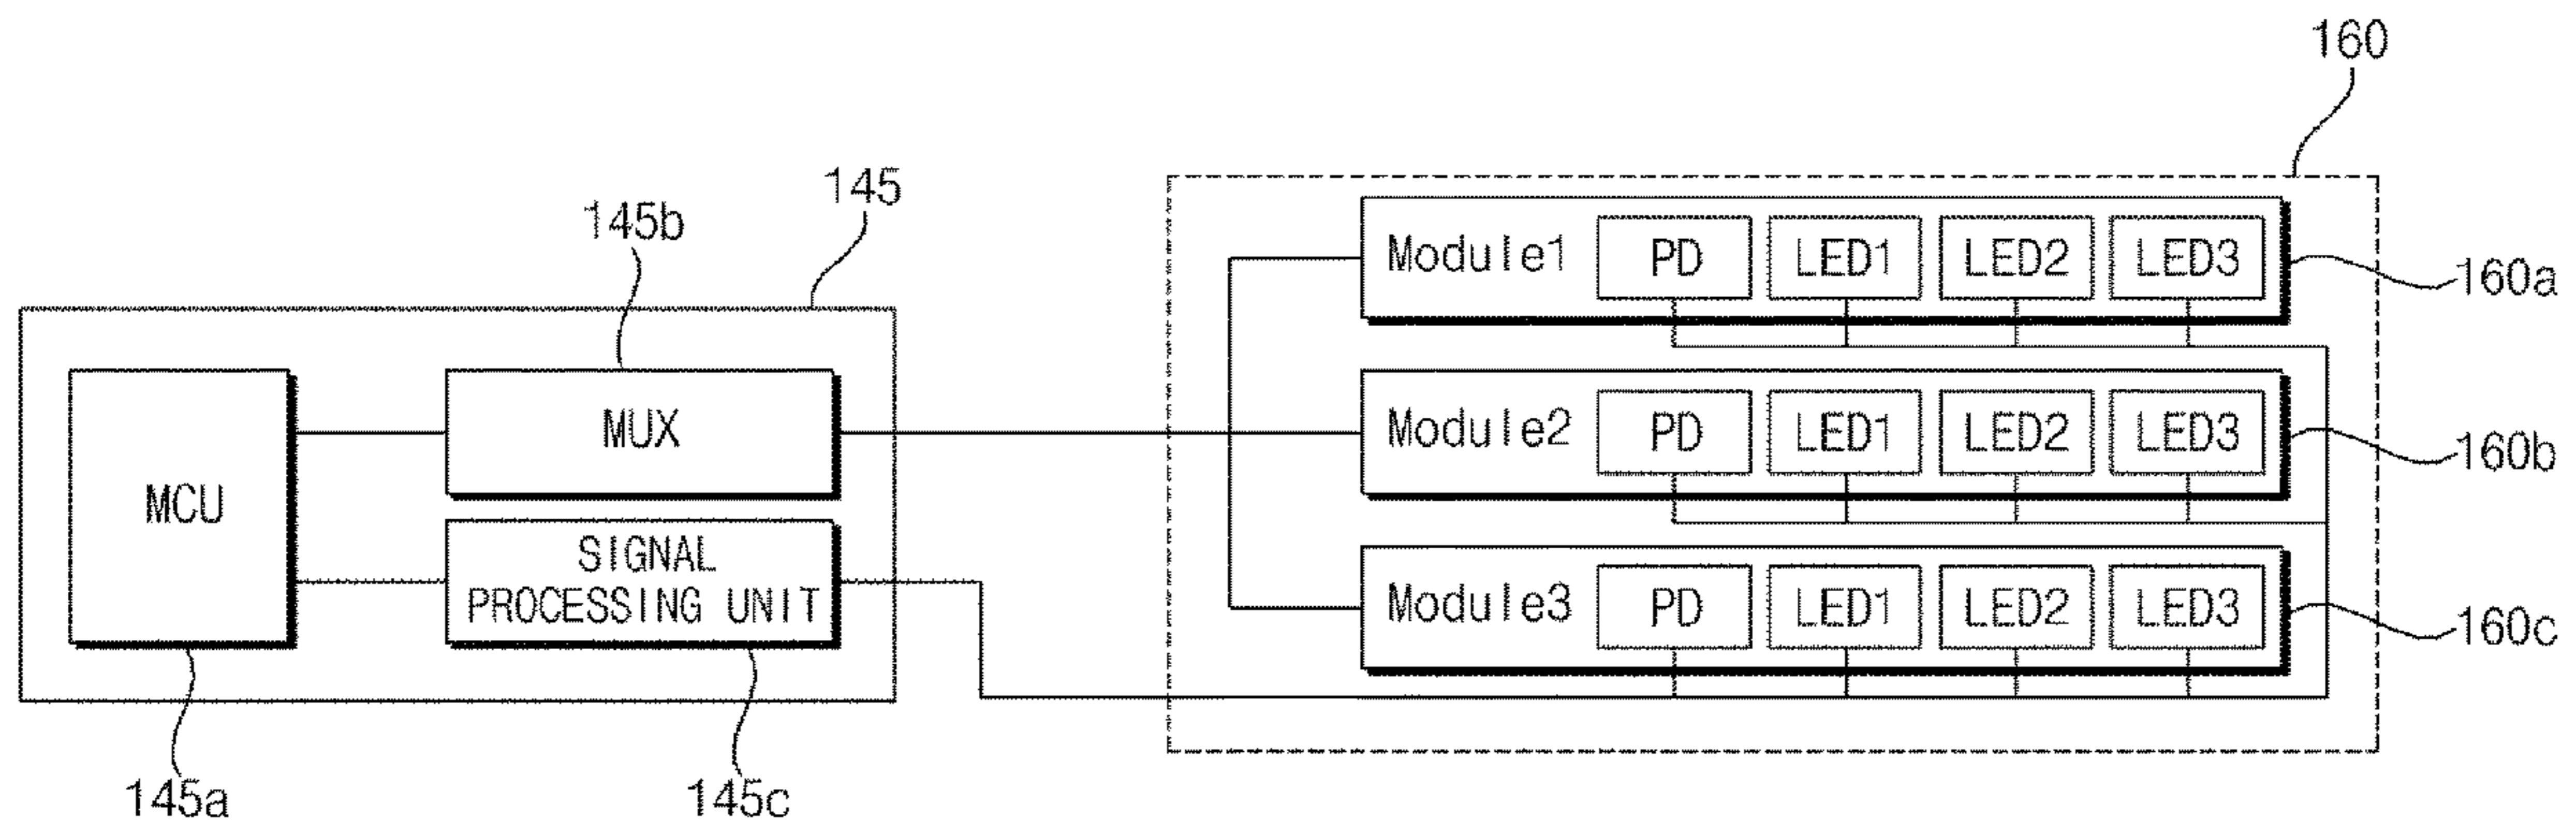 160
145
145b
Module1 PD LED1 LED2 LED3
160a
MCU
MUX
Module2 PD LED1 LED2 LED3
160b
SIGNAL
PROCESSING UNIT
Module3 PD LED1 LED2 LED3
160c
145a
145c